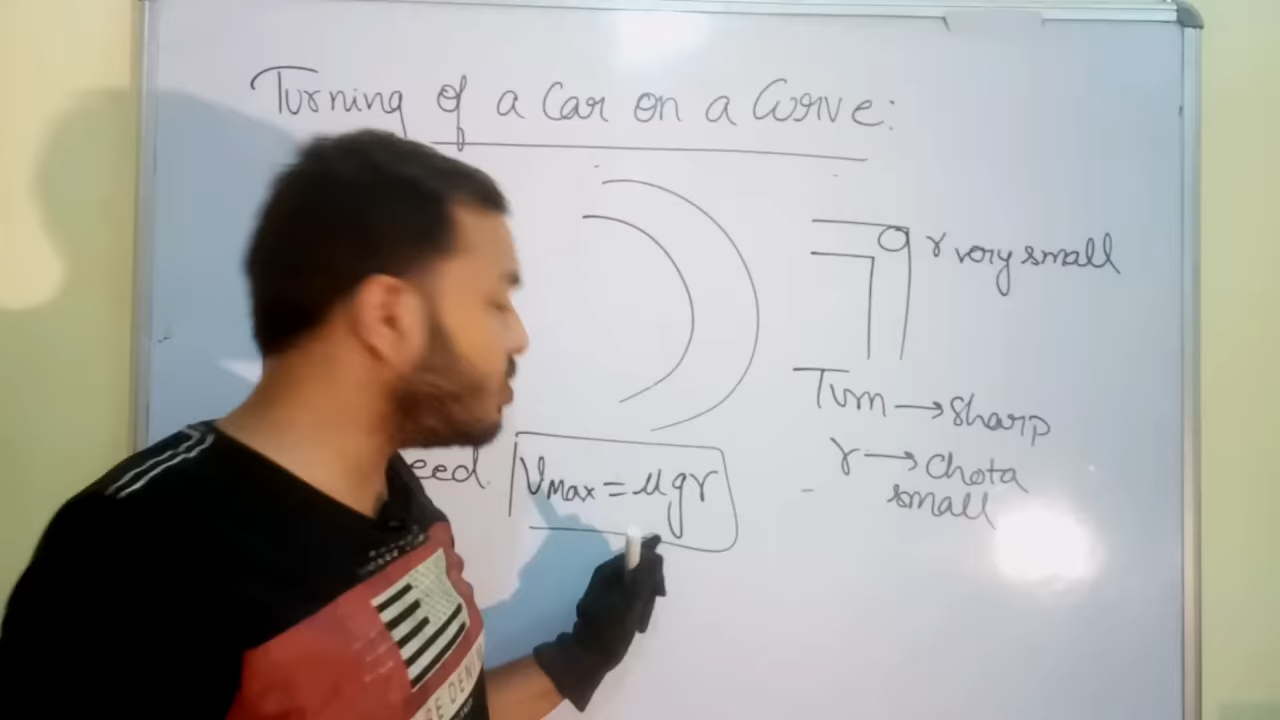 Turning of a Car on a Curve:
r very small
Turn → Sharp
r → Chota
small
eed. Vmax = μgr